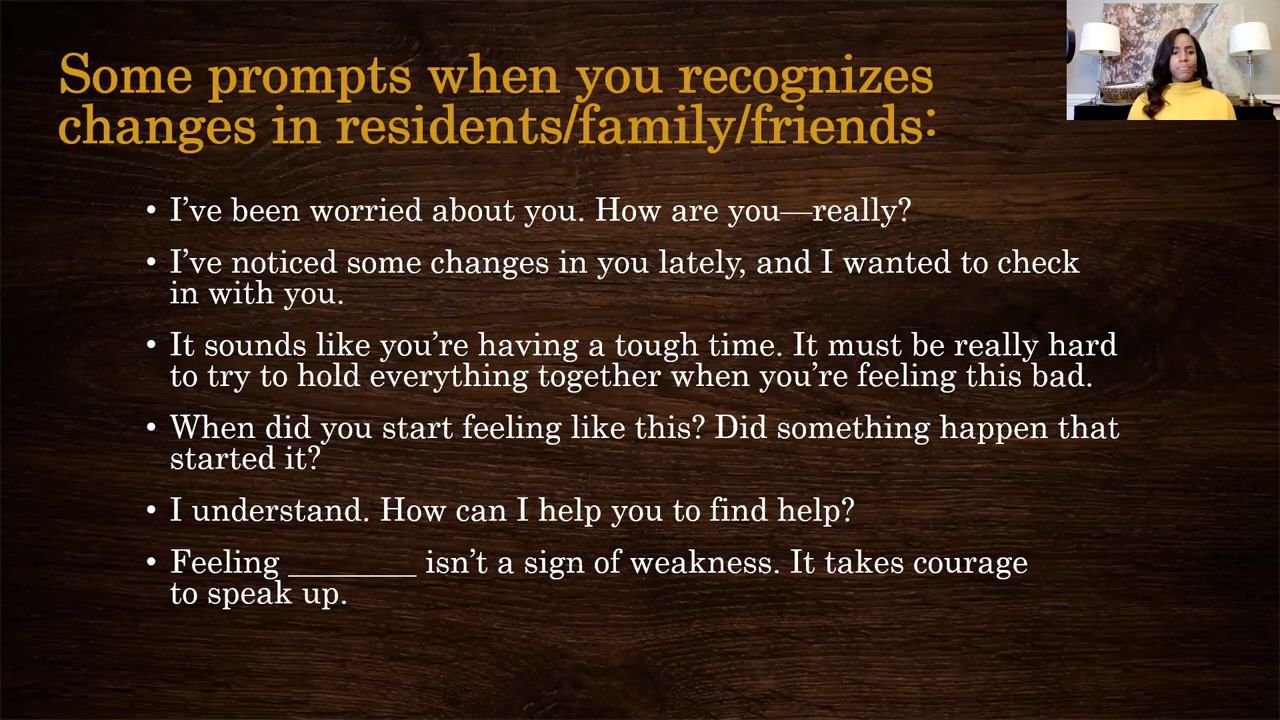 Some prompts when you recognizes
changes in residents/family/friends:
• I’ve been worried about you. How are you—really?
• I’ve noticed some changes in you lately, and I wanted to check
in with you.
• It sounds like you’re having a tough time. It must be really hard
to try to hold everything together when you’re feeling this bad.
• When did you start feeling like this? Did something happen that
started it?
• I understand. How can I help you to find help?
• Feeling ________ isn’t a sign of weakness. It takes courage
to speak up.